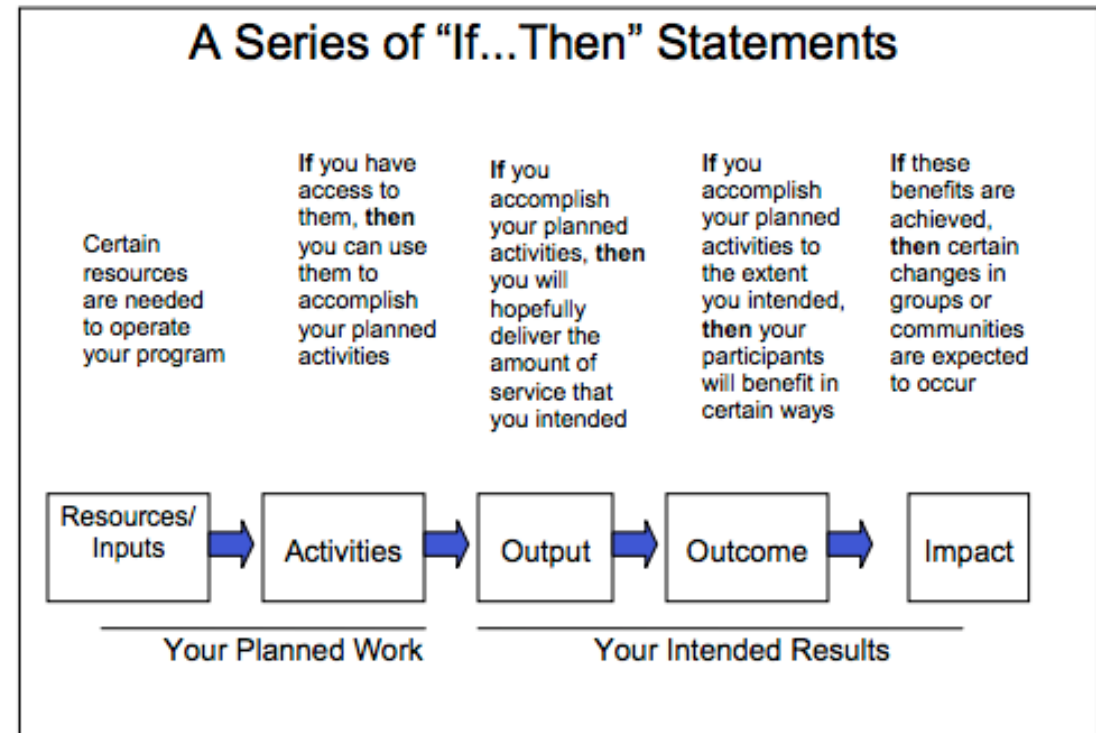 A Series of “If...Then” Statements
Certain
resources
are needed
to operate
your program
If you have
access to
them, then
you can use
them to
accomplish
your planned
activities
If you
accomplish
your planned
activities, then
you will
hopefully
deliver the
amount of
service that
you intended
If you
accomplish
your planned
activities to
the extent
you intended,
then your
participants
will benefit in
certain ways
If these
benefits are
achieved,
then certain
changes in
groups or
communities
are expected
to occur
Resources/
Inputs
Activities
Output
Outcome
Impact
Your Planned Work
Your Intended Results